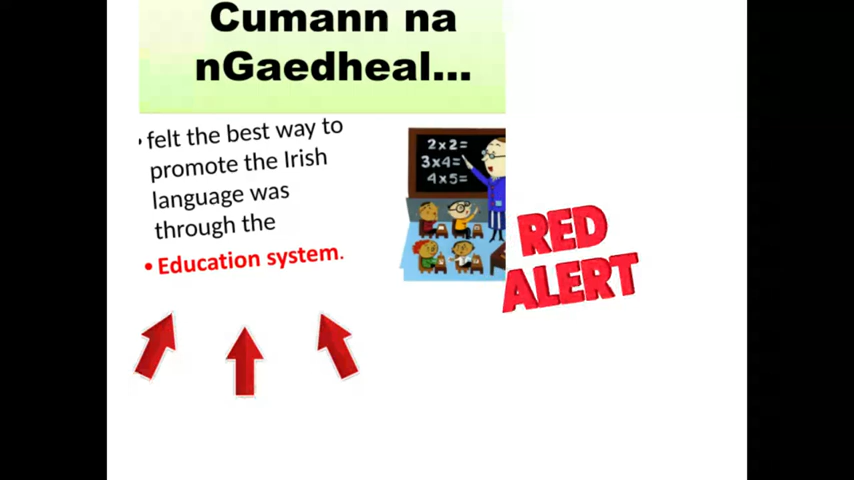 Cumann na
nGaedheal...
• felt the best way to
promote the Irish
language was
through the
• Education system.
2x2=
3x4=
4x5=
RED
ALERT